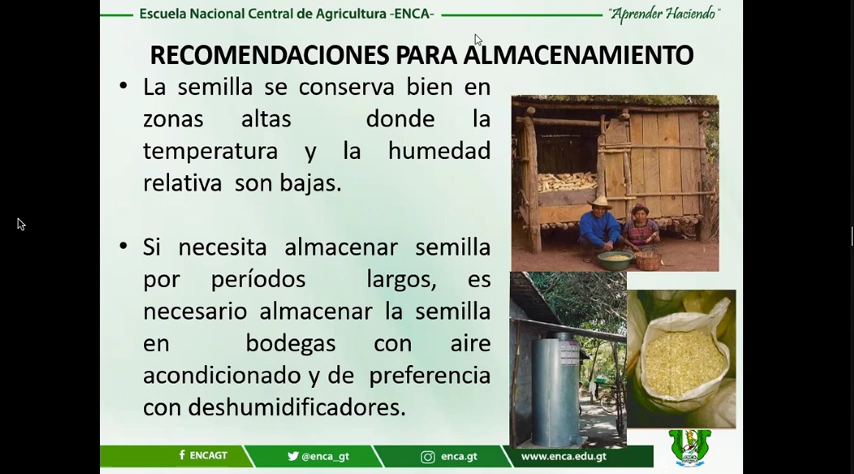 Escuela Nacional Central de Agricultura -ENCA-
"Aprender Haciendo"
RECOMENDACIONES PARA ALMACENAMIENTO
• La semilla se conserva bien en
zonas altas donde la
temperatura y la humedad
relativa son bajas.
• Si necesita almacenar semilla
por períodos largos, es
necesario almacenar la semilla
en bodegas con aire
acondicionado y de preferencia
con deshumidificadores.
ENCAGT
@enca_gt
enca.gt
www.enca.edu.gt